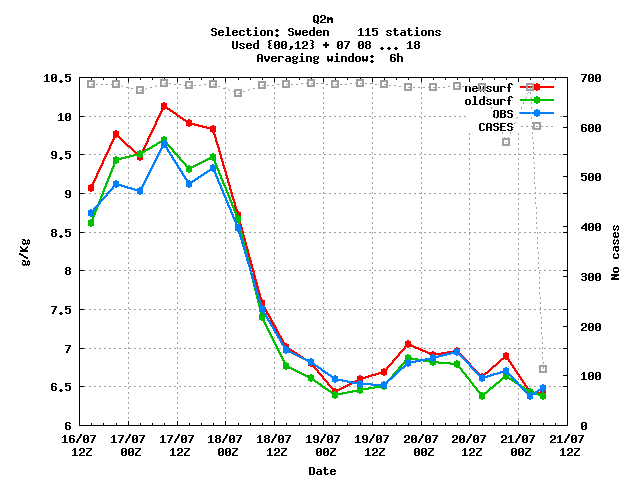 Q2m
Selection: Sweden    115 stations
Used {00,12} + 07 08 ... 18
Averaging window:  6h
10.5
10
9.5
9
8.5
8
7.5
7
6.5
6
g/Kg
700
600
500
400
300
200
100
0
No cases
newsurf
oldsurf
OBS
CASES
16/07 17/07 17/07 18/07 18/07 19/07 19/07 20/07 20/07 21/07 21/07
12Z 00Z 12Z 00Z 12Z 00Z 12Z 00Z 12Z 00Z 12Z
Date